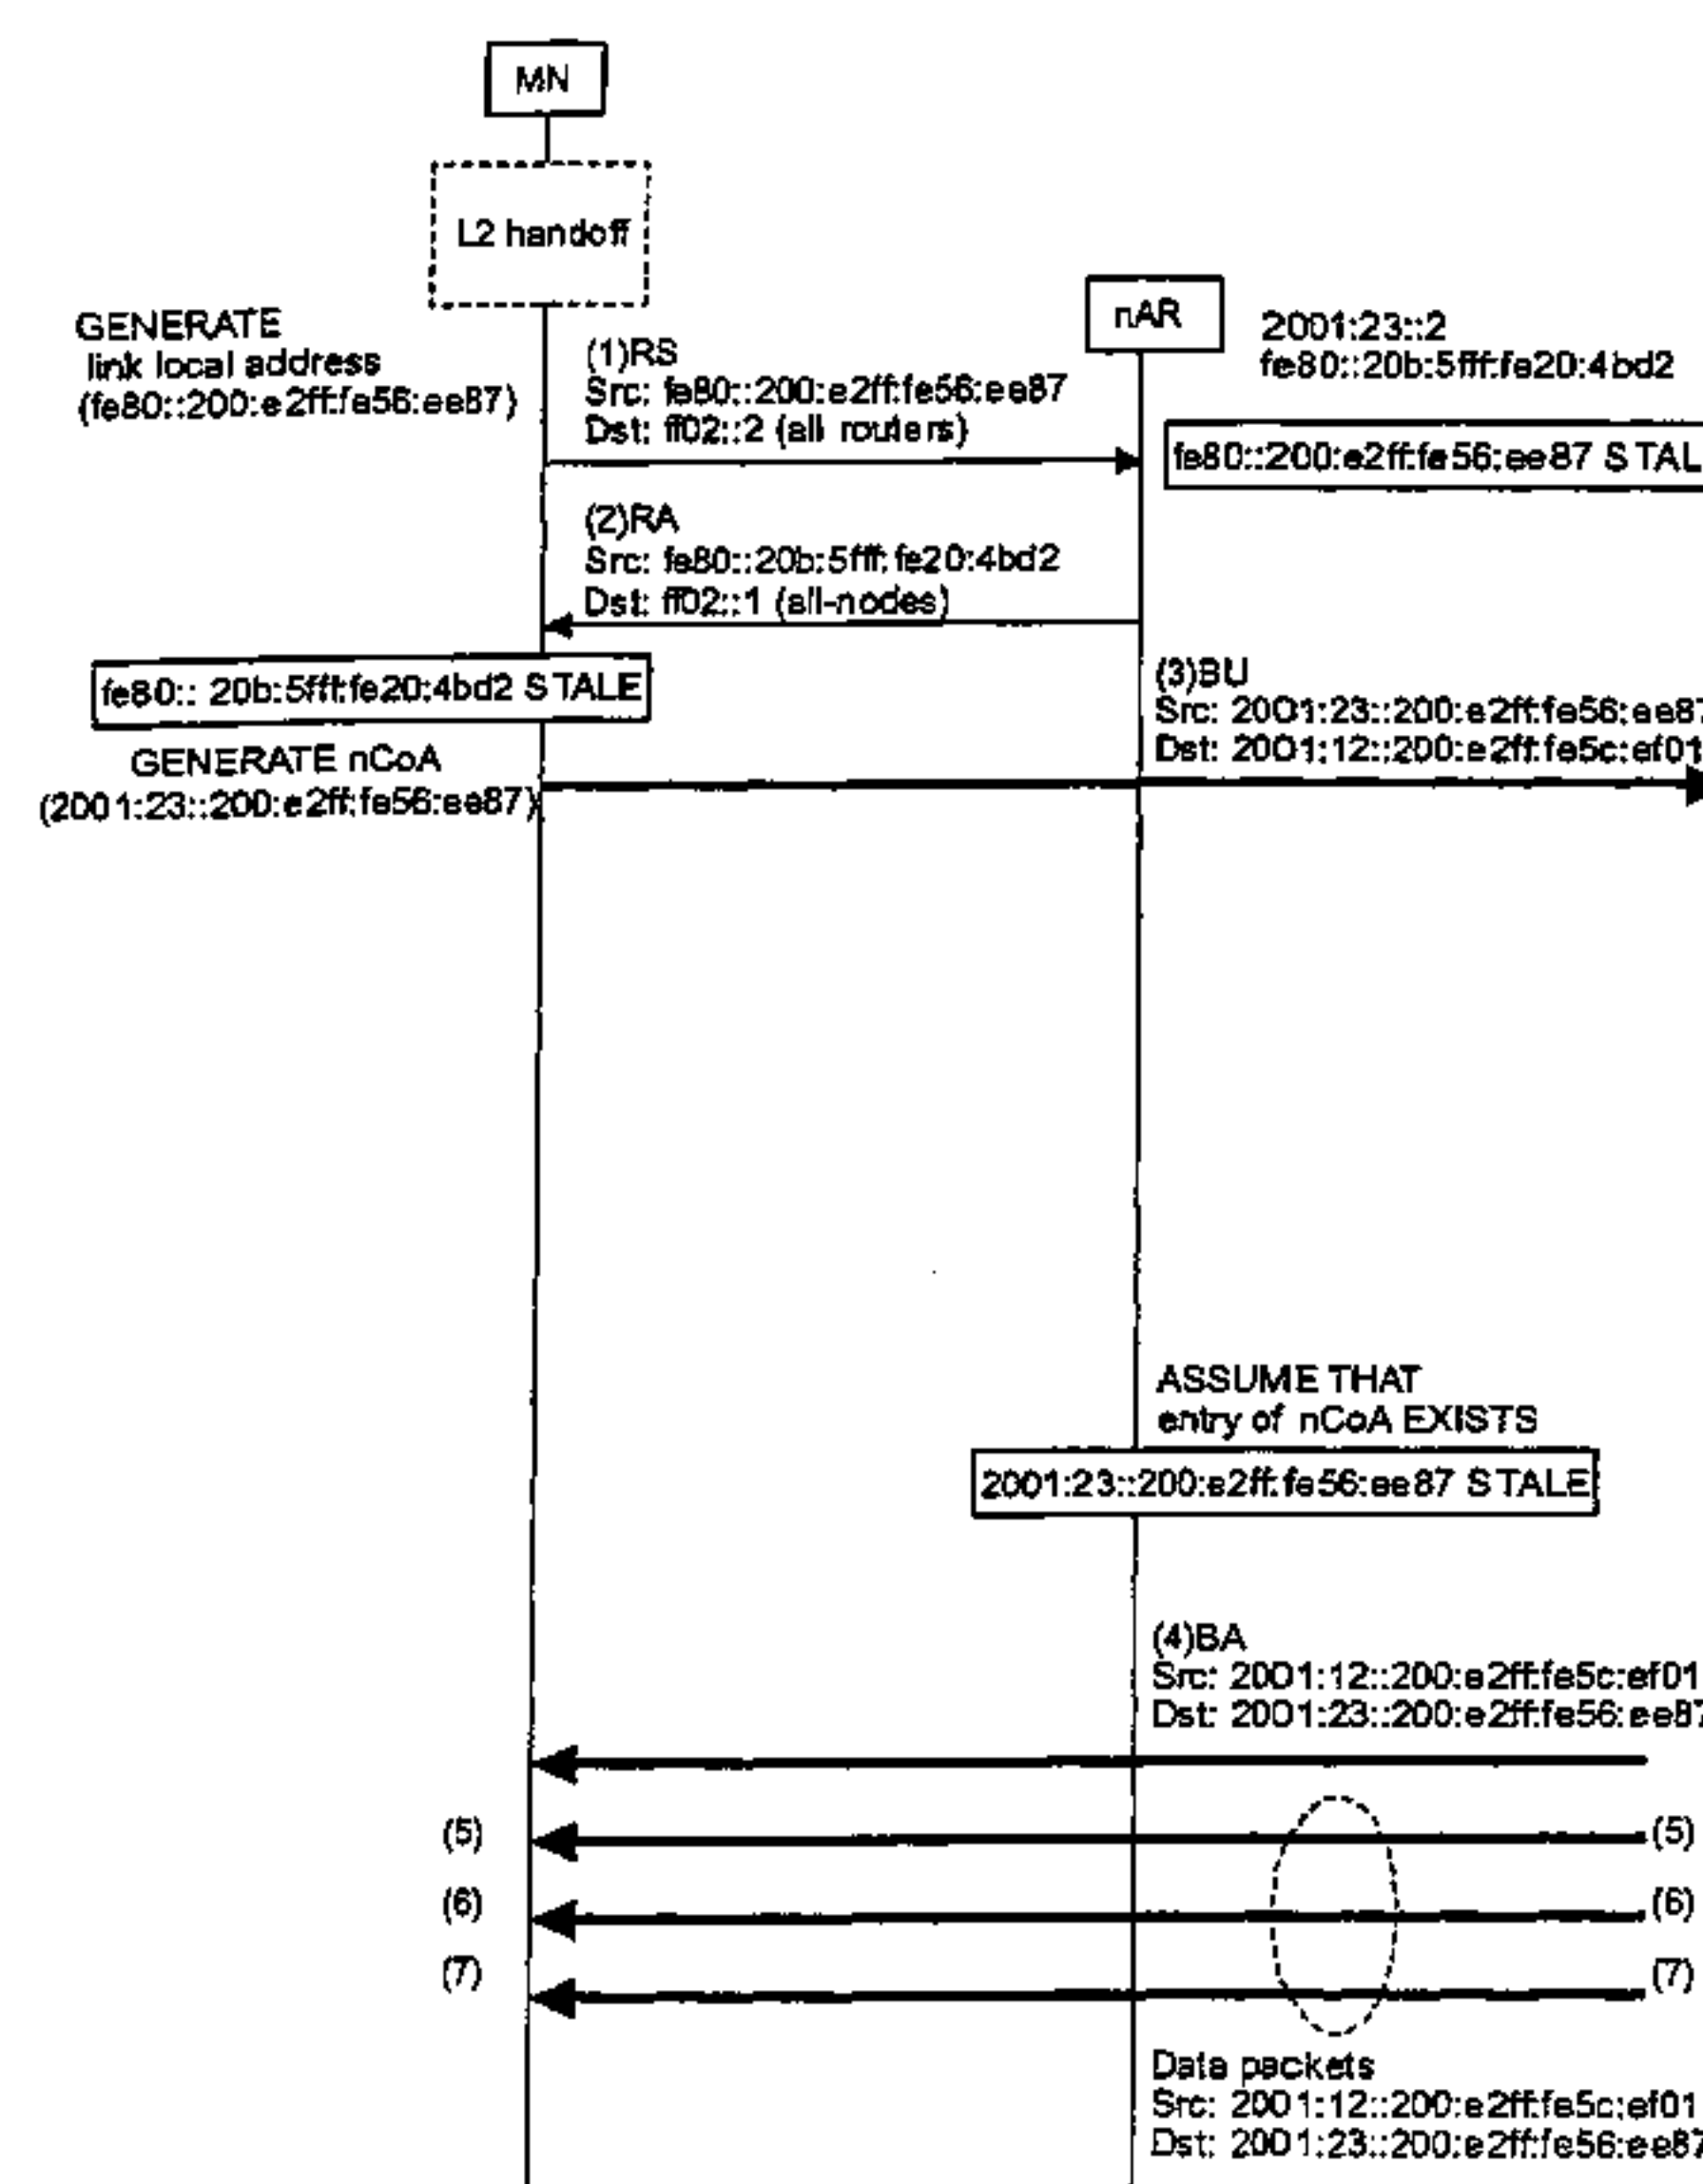 MN
L2 handoff
GENERATE
link local address
(fe80::200:e2ff:fe56:ee87)
nAR
2001:23::2
fe80::20b:5fff:fe20:4bd2
(1)RS
Src: fe80::200:e2ff:fe56:ee87
Dst: ff02::2 (all routers)
fe80::200:e2ff:fe56:ee87 STAL
(2)RA
Src: fe80::20b:5fff:fe20:4bd2
Dst: ff02::1 (all-nodes)
fe80:: 20b:5fff:fe20:4bd2 STALE
GENERATE nCoA
(2001:23::200:e2ff:fe56:ee87)
(3)BU
Src: 2001:23::200:e2ff:fe56:ee87
Dst: 2001:12::200:e2ff:fe5c:ef01
ASSUME THAT
entry of nCoA EXISTS
2001:23::200:e2ff:fe56:ee87 STALE
(4)BA
Src: 2001:12::200:e2ff:fe5c:ef01
Dst: 2001:23::200:e2ff:fe56:ee87
(5) (5)
(6) (6)
(7) (7)
Data packets
Src: 2001:12::200:e2ff:fe5c:ef01
Dst: 2001:23::200:e2ff:fe56:ee87